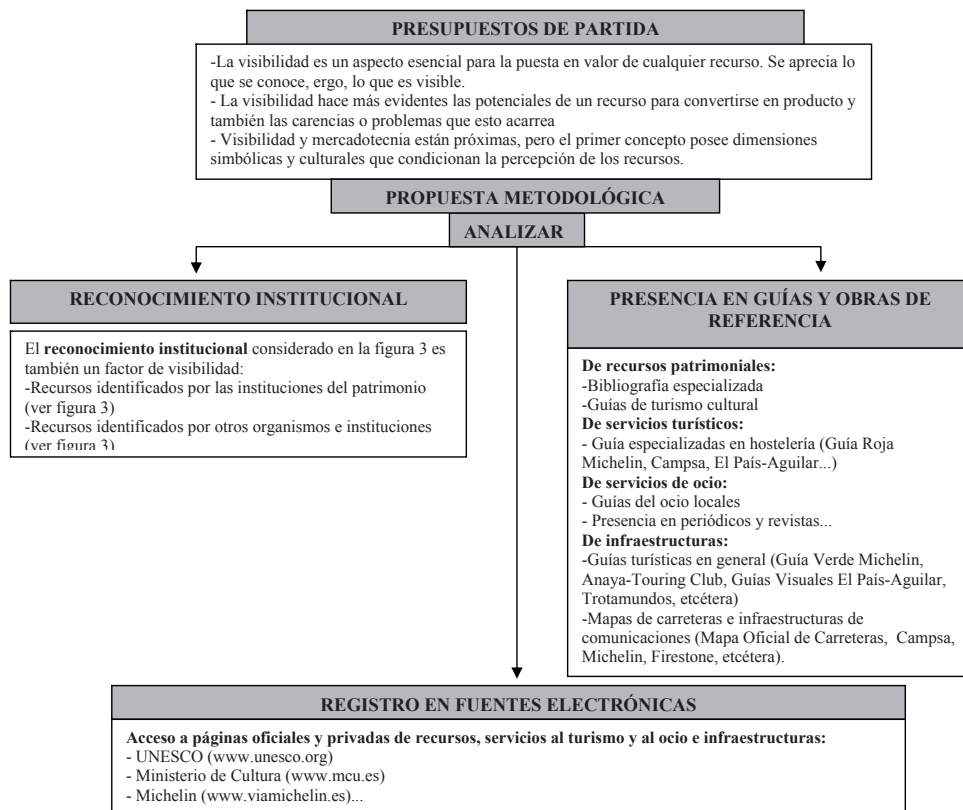 PRESUPUESTOS DE PARTIDA
-La visibilidad es un aspecto esencial para la puesta en valor de cualquier recurso. Se aprecia lo
que se conoce, ergo, lo que es visible.
- La visibilidad hace más evidentes las potenciales de un recurso para convertirse en producto y
también las carencias o problemas que esto acarrea
- Visibilidad y mercadotecnia están próximas, pero el primer concepto posee dimensiones
simbólicas y culturales que condicionan la percepción de los recursos.
PROPUESTA METODOLÓGICA
ANALIZAR
RECONOCIMIENTO INSTITUCIONAL
El reconocimiento institucional considerado en la figura 3 es
también un factor de visibilidad:
-Recursos identificados por las instituciones del patrimonio
(ver figura 3)
-Recursos identificados por otros organismos e instituciones
(ver figura 3)
PRESENCIA EN GUÍAS Y OBRAS DE
REFERENCIA
De recursos patrimoniales:
-Bibliografía especializada
-Guías de turismo cultural
De servicios turísticos:
- Guía especializadas en hostelería (Guía Roja
Michelin, Campsa, El País-Aguilar...)
De servicios de ocio:
- Guías del ocio locales
- Presencia en periódicos y revistas...
De infraestructuras:
-Guías turísticas en general (Guía Verde Michelin,
Anaya-Touring Club, Guías Visuales El País-Aguilar,
Trotamundos, etcétera)
-Mapas de carreteras e infraestructuras de
comunicaciones (Mapa Oficial de Carreteras, Campsa,
Michelin, Firestone, etcétera).
REGISTRO EN FUENTES ELECTRÓNICAS
Acceso a páginas oficiales y privadas de recursos, servicios al turismo y al ocio e infraestructuras:
- UNESCO (www.unesco.org)
- Ministerio de Cultura (www.mcu.es)
- Michelin (www.viamichelin.es)...